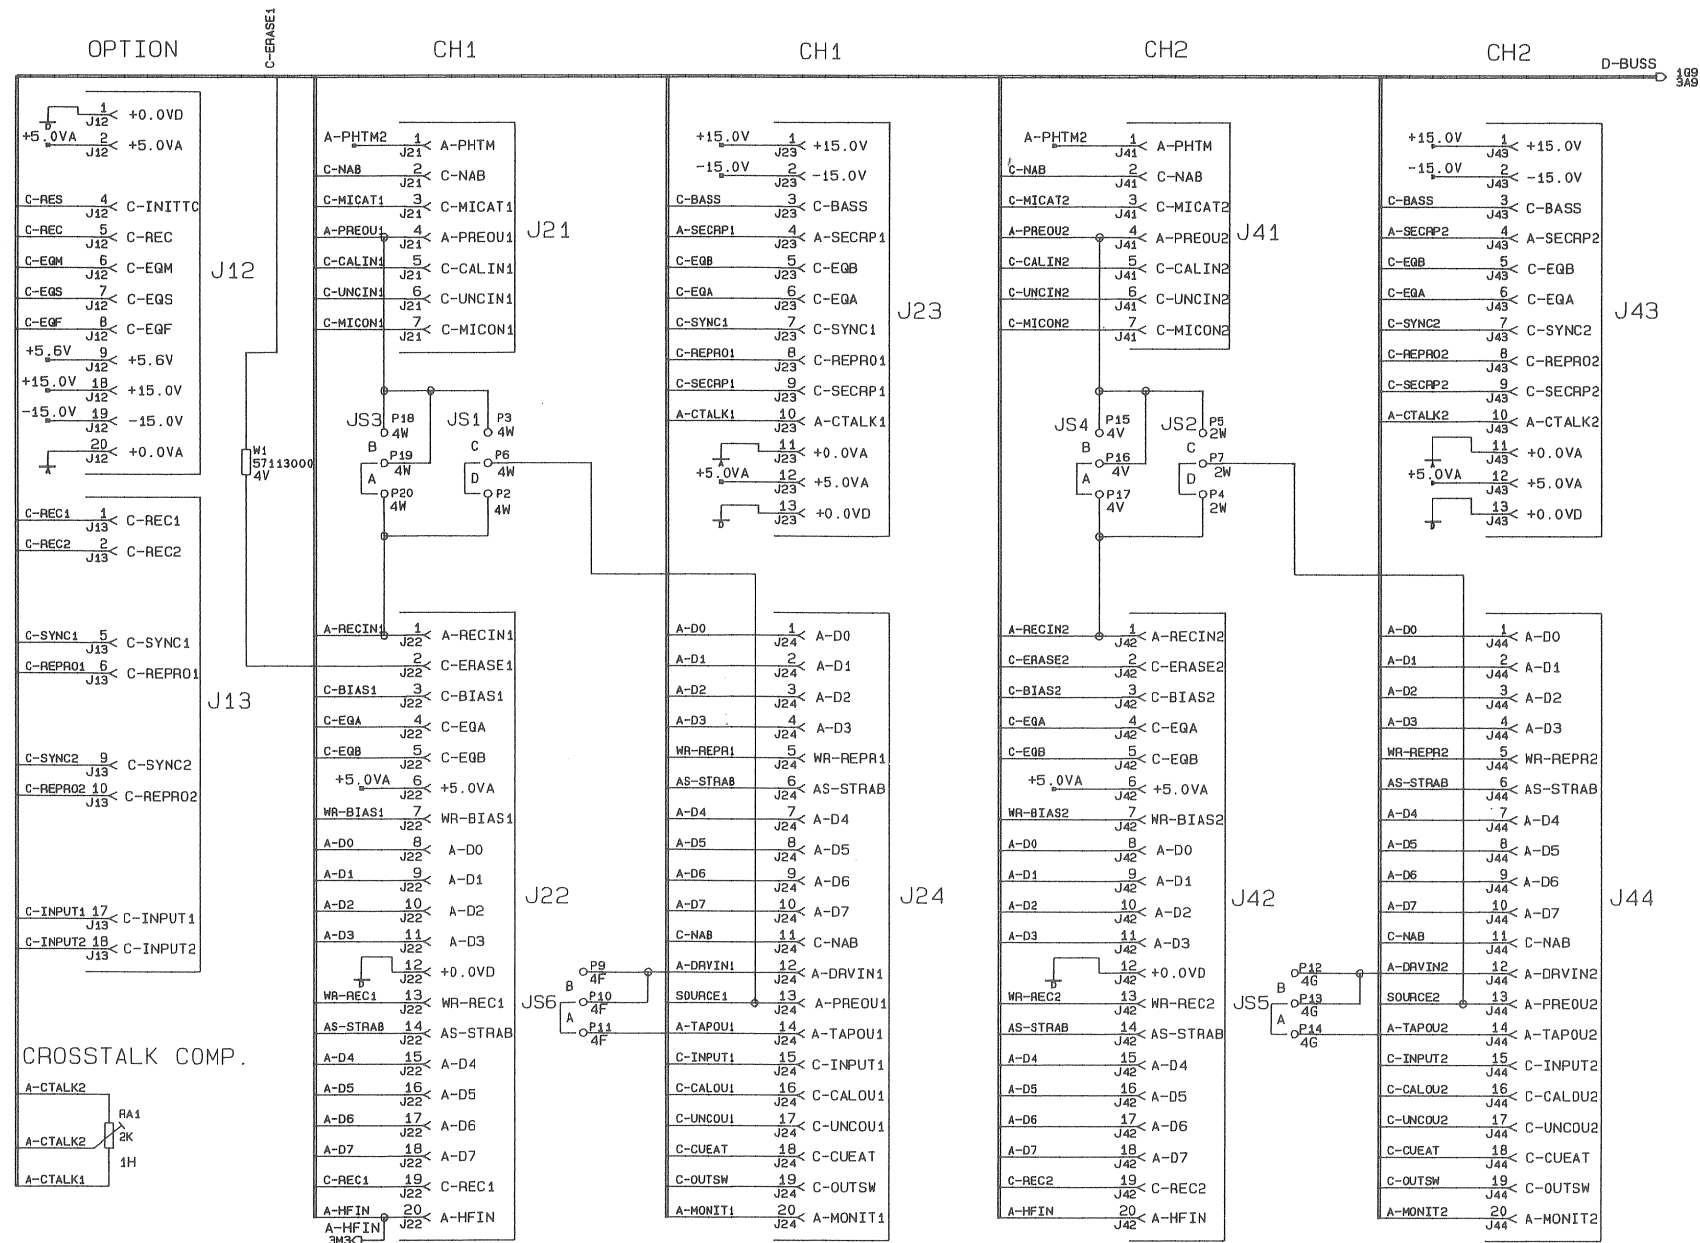 C-ERASE1
OPTION
CH1
CH1
CH2
CH2
D-BUSS
1Q9
3A9
D
1
J12
+0.0VD
+5.0VA
2
J12
+5.0VA
C-RES
4
J12
C-INITTC
C-REC
5
J12
C-REC
C-EQM
6
J12
C-EQM
C-EQS
7
J12
C-EQS
C-EQF
8
J12
C-EQF
+5.6V
9
J12
+5.6V
+15.0V
18
J12
+15.0V
-15.0V
19
J12
-15.0V
A
20
J12
+0.0VA
J12
C-REC1
1
J13
C-REC1
C-REC2
2
J13
C-REC2
C-SYNC1
5
J13
C-SYNC1
C-REPRO1
6
J13
C-REPRO1
J13
C-SYNC2
9
J13
C-SYNC2
C-REPRO2
10
J13
C-REPRO2
C-INPUT1
17
J13
C-INPUT1
C-INPUT2
18
J13
C-INPUT2
CROSSTALK COMP.
A-CTALK2
RA1
2K
A-CTALK2
1H
A-CTALK1
W1
57113000
4V
A-PHTM2
1
J21
A-PHTM
C-NAB
2
J21
C-NAB
C-MICAT1
3
J21
C-MICAT1
J21
A-PREOU1
4
J21
A-PREOU1
C-CALIN1
5
J21
C-CALIN1
C-UNCIN1
6
J21
C-UNCIN1
C-MICON1
7
J21
C-MICON1
JS3
P18
4W
B
P19
4W
A
P20
4W
JS1
P3
4W
C
P6
4W
D
P2
4W
A-RECIN1
1
J22
A-RECIN1
2
J22
C-ERASE1
C-BIAS1
3
J22
C-BIAS1
C-EQA
4
J22
C-EQA
C-EQB
5
J22
C-EQB
+5.0VA
6
J22
+5.0VA
WR-BIAS1
7
J22
WR-BIAS1
A-D0
8
J22
A-D0
A-D1
9
J22
A-D1
J22
A-D2
10
J22
A-D2
A-D3
11
J22
A-D3
D
12
J22
+0.0VD
WR-REC1
13
J22
WR-REC1
AS-STRAB
14
J22
AS-STRAB
A-D4
15
J22
A-D4
A-D5
16
J22
A-D5
A-D6
17
J22
A-D6
A-D7
18
J22
A-D7
C-REC1
19
J22
C-REC1
A-HFIN
20
J22
A-HFIN
A-HFIN
3M3
+15.0V
1
J23
+15.0V
-15.0V
2
J23
-15.0V
C-BASS
3
J23
C-BASS
A-SECRP1
4
J23
A-SECRP1
C-EQB
5
J23
C-EQB
C-EQA
6
J23
C-EQA
J23
C-SYNC1
7
J23
C-SYNC1
C-REPRO1
8
J23
C-REPRO1
C-SECRP1
9
J23
C-SECRP1
A-CTALK1
10
J23
A-CTALK1
A
11
J23
+0.0VA
+5.0VA
12
J23
+5.0VA
D
13
J23
+0.0VD
A-D0
1
J24
A-D0
A-D1
2
J24
A-D1
A-D2
3
J24
A-D2
A-D3
4
J24
A-D3
WR-REPR1
5
J24
WR-REPR1
AS-STRAB
6
J24
AS-STRAB
A-D4
7
J24
A-D4
A-D5
8
J24
A-D5
A-D6
9
J24
A-D6
J24
A-D7
10
J24
A-D7
C-NAB
11
J24
C-NAB
A-DRVIN1
12
J24
A-DRVIN1
SOURCE1
13
J24
A-PREOU1
A-TAPOU1
14
J24
A-TAPOU1
C-INPUT1
15
J24
C-INPUT1
C-CALOU1
16
J24
C-CALOU1
C-UNCOU1
17
J24
C-UNCOU1
C-CUEAT
18
J24
C-CUEAT
C-OUTSW
19
J24
C-OUTSW
A-MONIT1
20
J24
A-MONIT1
JS6
P9
4F
B
P10
4F
A
P11
4F
A-PHTM2
1
J41
A-PHTM
C-NAB
2
J41
C-NAB
C-MICAT2
3
J41
C-MICAT2
J41
A-PREOU2
4
J41
A-PREOU2
C-CALIN2
5
J41
C-CALIN2
C-UNCIN2
6
J41
C-UNCIN2
C-MICON2
7
J41
C-MICON2
JS4
P15
4V
B
P16
4V
A
P17
4V
JS2
P5
2W
C
P7
2W
D
P4
2W
A-RECIN2
1
J42
A-RECIN2
C-ERASE2
2
J42
C-ERASE2
C-BIAS2
3
J42
C-BIAS2
C-EQA
4
J42
C-EQA
C-EQB
5
J42
C-EQB
+5.0VA
6
J42
+5.0VA
WR-BIAS2
7
J42
WR-BIAS2
A-D0
8
J42
A-D0
A-D1
9
J42
A-D1
J42
A-D2
10
J42
A-D2
A-D3
11
J42
A-D3
D
12
J42
+0.0VD
WR-REC2
13
J42
WR-REC2
AS-STRAB
14
J42
AS-STRAB
A-D4
15
J42
A-D4
A-D5
16
J42
A-D5
A-D6
17
J42
A-D6
A-D7
18
J42
A-D7
C-REC2
19
J42
C-REC2
A-HFIN
20
J42
A-HFIN
+15.0V
1
J43
+15.0V
-15.0V
2
J43
-15.0V
C-BASS
3
J43
C-BASS
A-SECRP2
4
J43
A-SECRP2
C-EQB
5
J43
C-EQB
C-EQA
6
J43
C-EQA
J43
C-SYNC2
7
J43
C-SYNC2
C-REPRO2
8
J43
C-REPRO2
C-SECRP2
9
J43
C-SECRP2
A-CTALK2
10
J43
A-CTALK2
A
11
J43
+0.0VA
+5.0VA
12
J43
+5.0VA
D
13
J43
+0.0VD
A-D0
1
J44
A-D0
A-D1
2
J44
A-D1
A-D2
3
J44
A-D2
A-D3
4
J44
A-D3
WR-REPR2
5
J44
WR-REPR2
AS-STRAB
6
J44
AS-STRAB
A-D4
7
J44
A-D4
A-D5
8
J44
A-D5
A-D6
9
J44
A-D6
J44
A-D7
10
J44
A-D7
C-NAB
11
J44
C-NAB
A-DRVIN2
12
J44
A-DRVIN2
SOURCE2
13
J44
A-PREOU2
A-TAPOU2
14
J44
A-TAPOU2
C-INPUT2
15
J44
C-INPUT2
C-CALOU2
16
J44
C-CALOU2
C-UNCOU2
17
J44
C-UNCOU2
C-CUEAT
18
J44
C-CUEAT
C-OUTSW
19
J44
C-OUTSW
A-MONIT2
20
J44
A-MONIT2
JS5
P12
4G
B
P13
4G
A
P14
4G